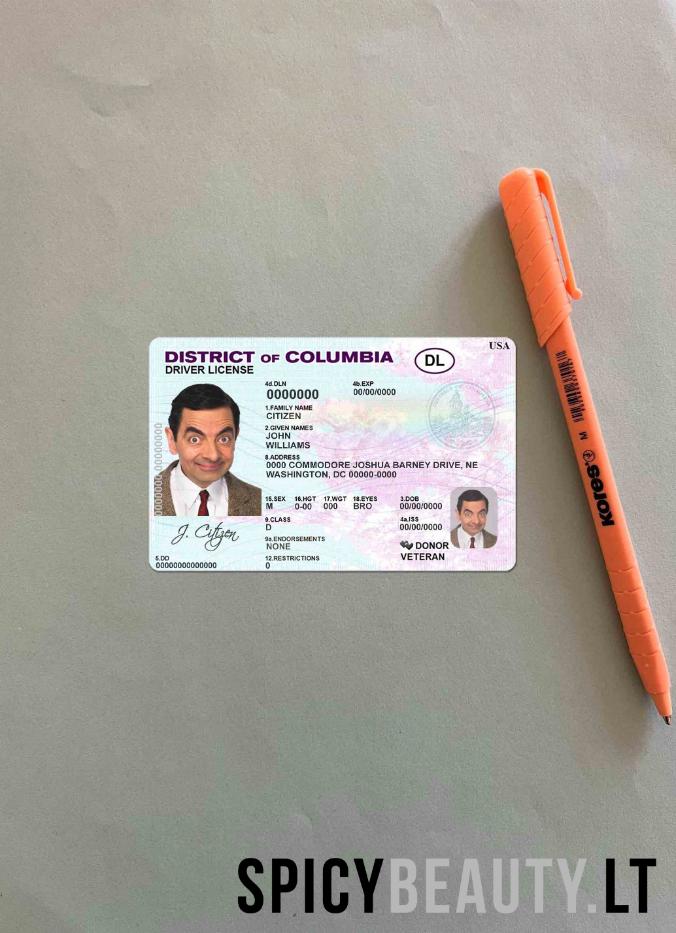 USA
DISTRICT OF COLUMBIA
DL
DRIVER LICENSE
4d.DLN 4b.EXP
0000000 00/00/0000
1.FAMILY NAME
CITIZEN
2.GIVEN NAMES
JOHN
WILLIAMS
8.ADDRESS
0000 COMMODORE JOSHUA BARNEY DRIVE, NE
WASHINGTON, DC 00000-0000
15.SEX 16.HGT 17.WGT 18.EYES 3.DOB
M 0-00 000 BRO 00/00/0000
9.CLASS 4a.ISS
D 00/00/0000
J. Citizen
9a.ENDORSEMENTS DONOR
NONE VETERAN
5.DD 12.RESTRICTIONS
00000000000000 0
M
Kores
SPICYBEAUTY.LT